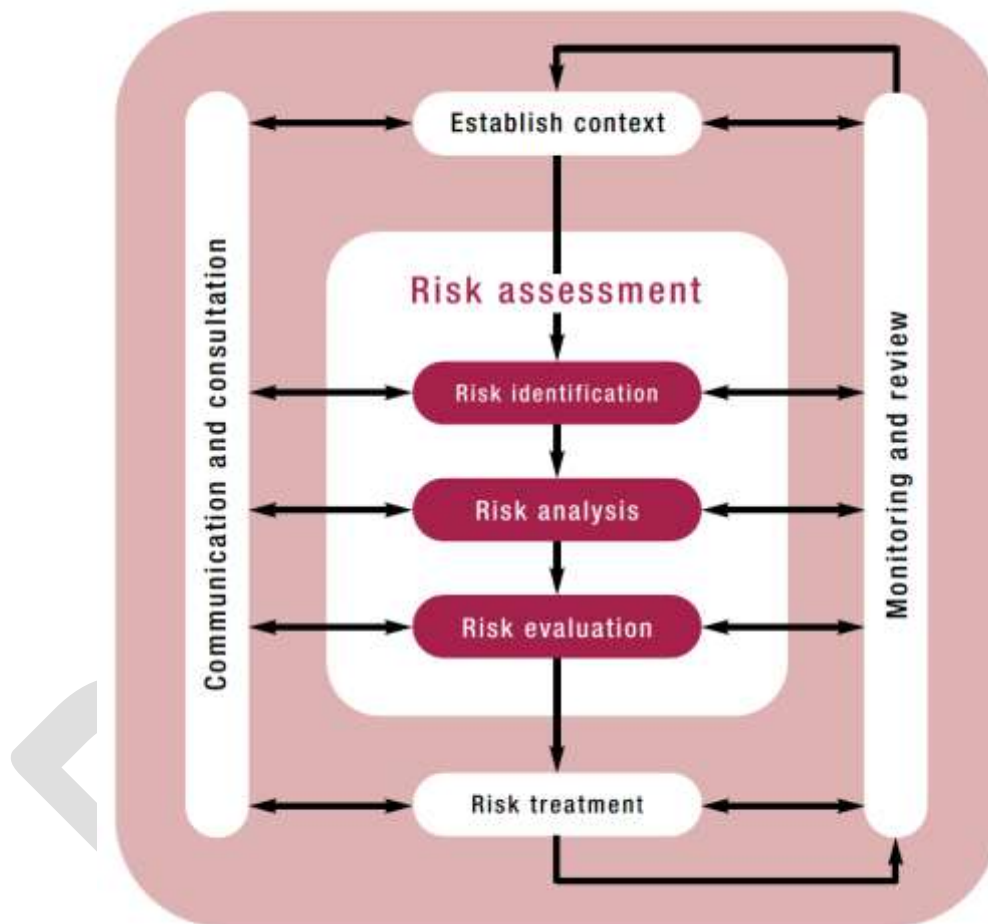 Establish context
Communication and consultation
Risk assessment
Risk identification
Risk analysis
Risk evaluation
Monitoring and review
Risk treatment